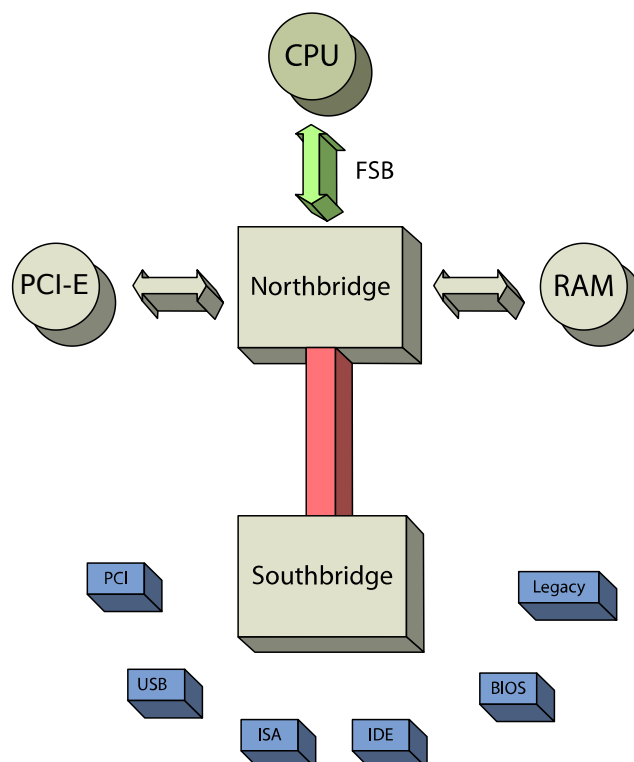 CPU
FSB
PCI-E
Northbridge
RAM
Southbridge
PCI
Legacy
USB
BIOS
ISA
IDE